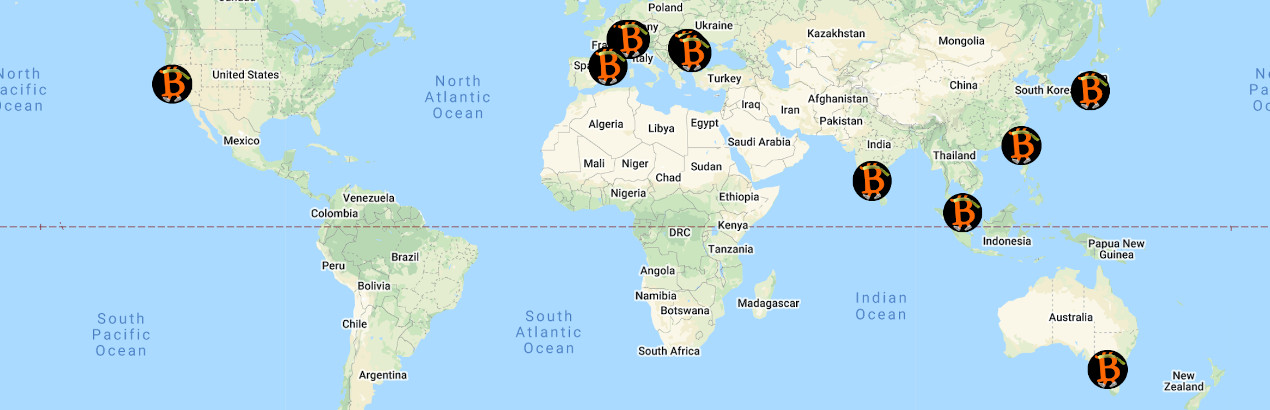 Canada
Poland
Ukraine
Kazakhstan
Mongolia
Italy
Spa
Turkey
United States
North
Atlantic
Ocean
North
acific
Ocean
China
South Korea
Iraq
Iran
Afghanistan
Pakistan
Algeria
Libya
Egypt
Saudi Arabia
India
Thailand
Mexico
Mali
Niger
Chad
Sudan
Nigeria
Ethiopia
Venezuela
Colombia
DRC
Kenya
Tanzania
Indonesia
Papua New
Guinea
Peru
Brazil
Bolivia
Angola
Namibia
Botswana
Madagascar
Indian
Ocean
South
Pacific
Ocean
South
Atlantic
Ocean
Chile
Australia
South Africa
Argentina
New
Zealand